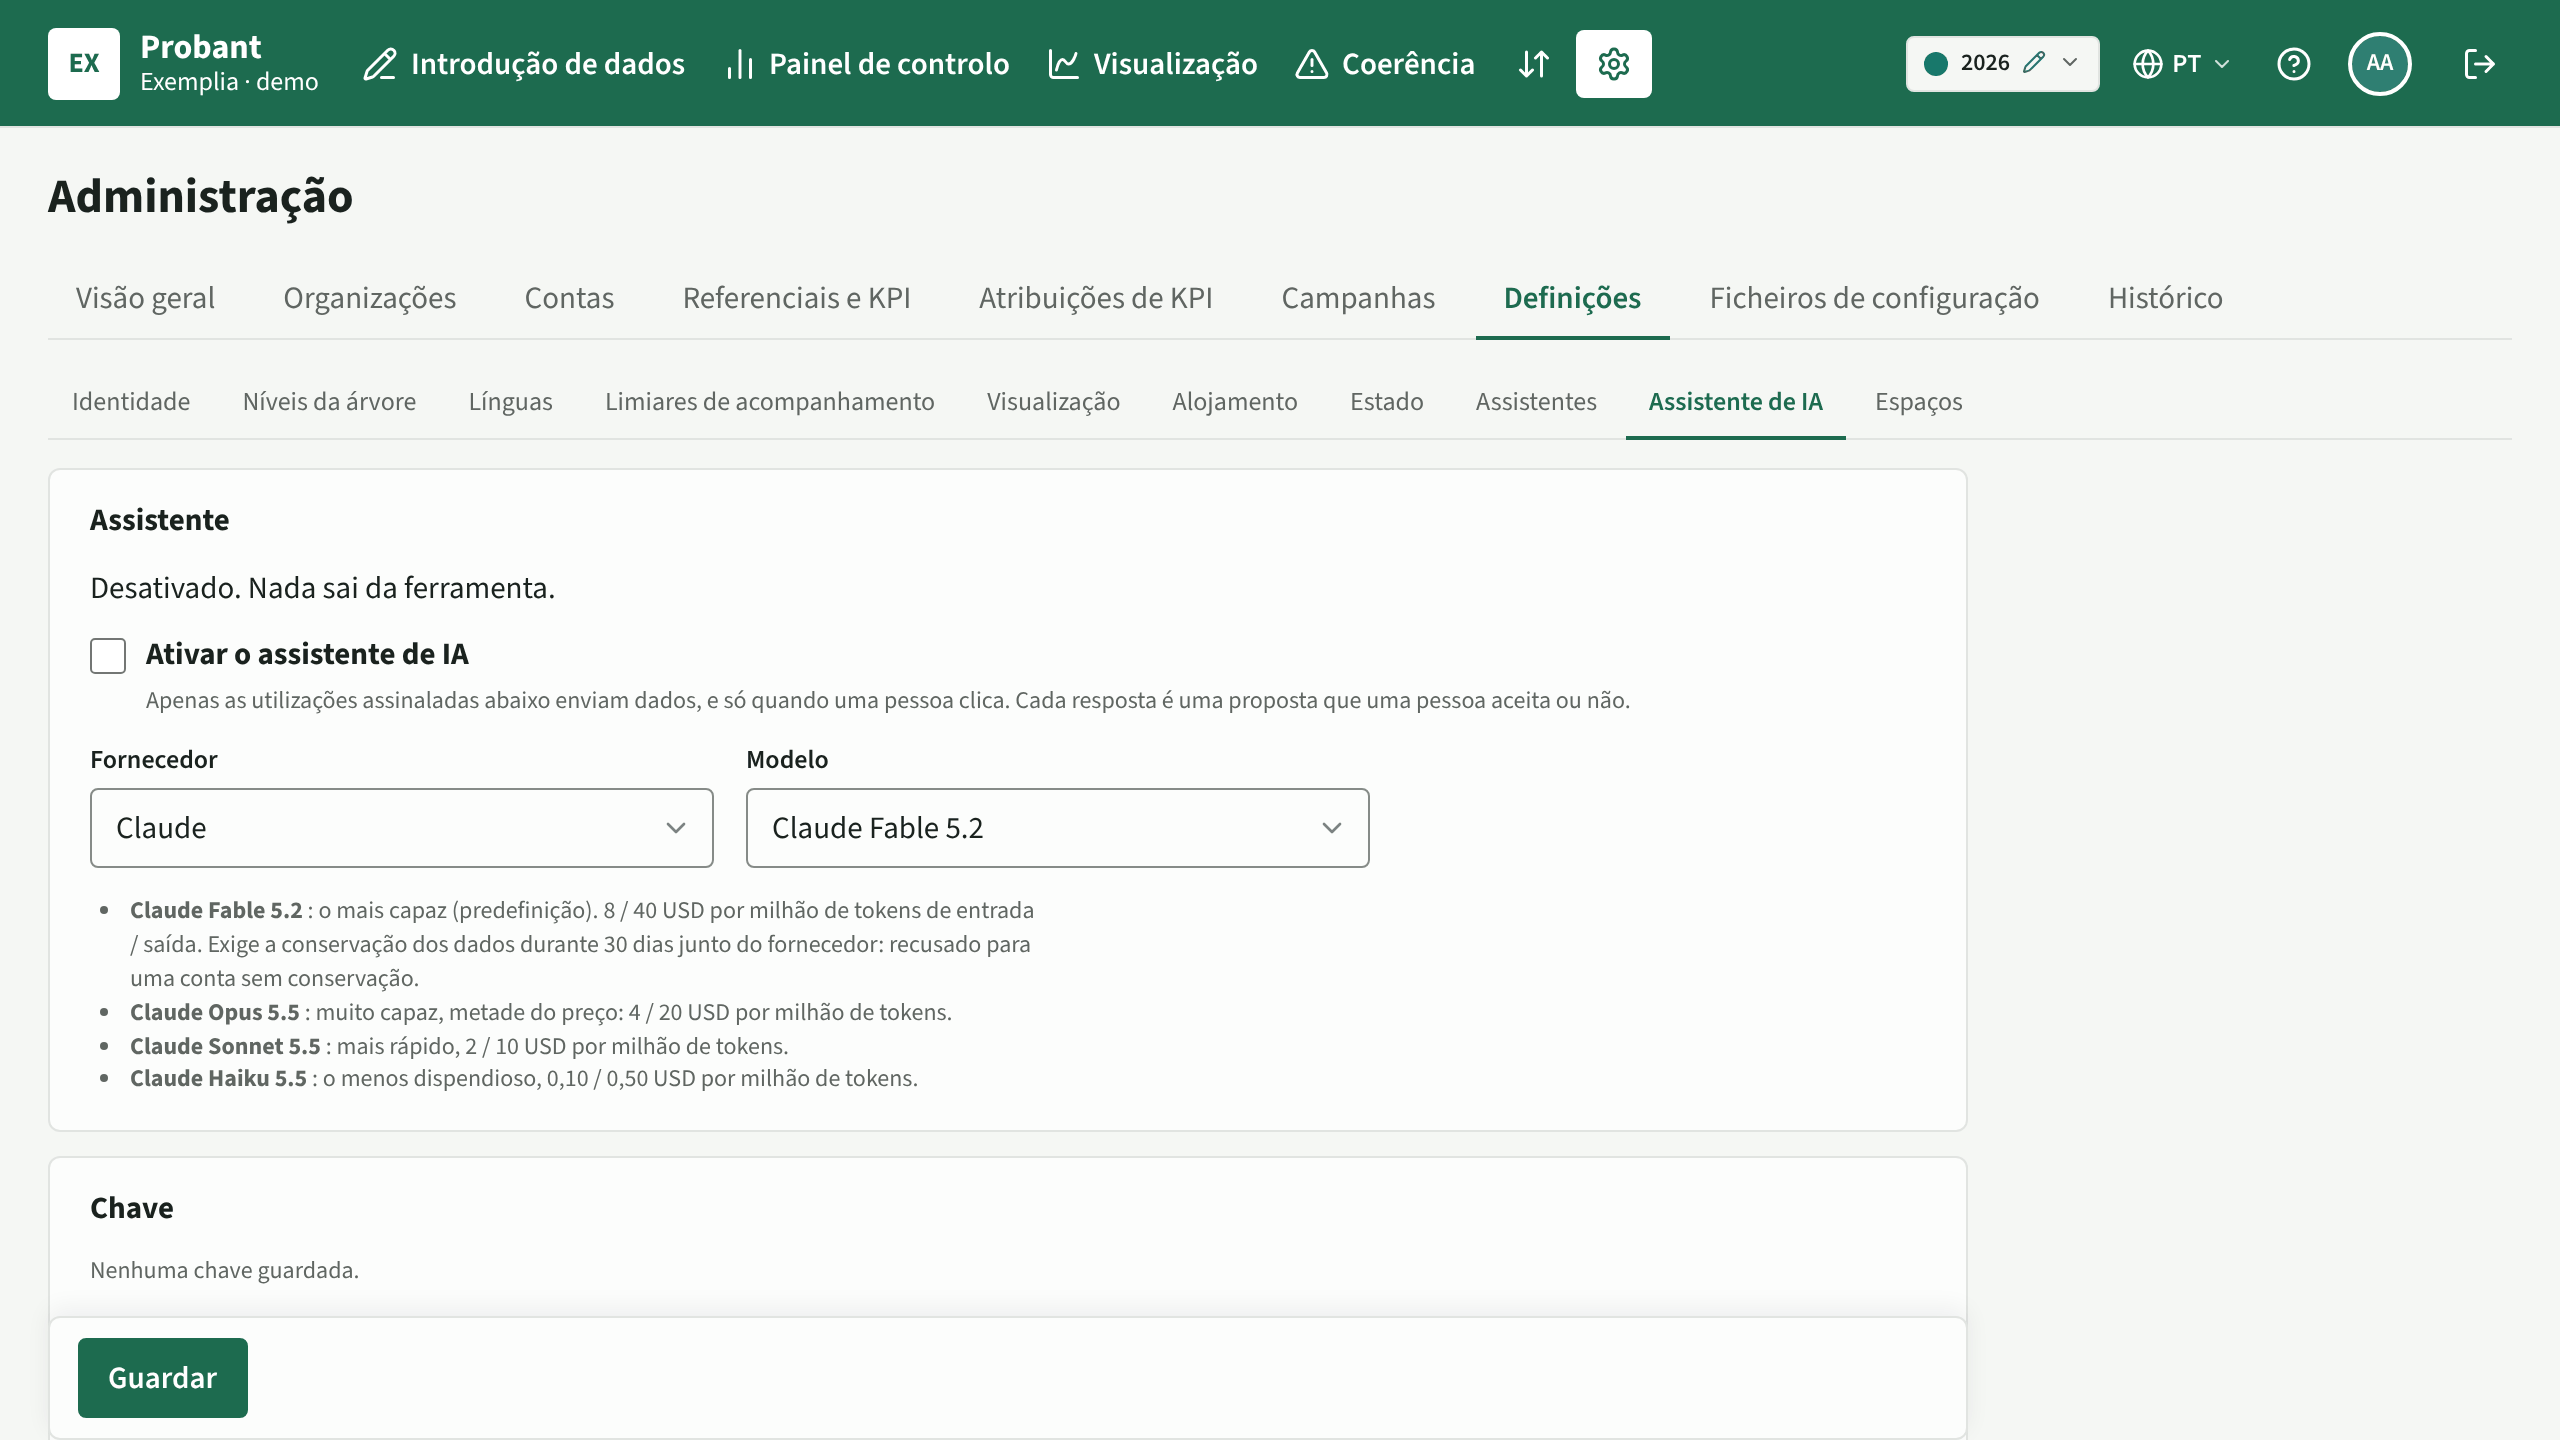 EX
Probant
Exemplia · demo
Introdução de dados
Painel de controlo
Visualização
Coerência
2026
PT
AA
Administração
Visão geral
Organizações
Contas
Referenciais e KPI
Atribuições de KPI
Campanhas
Definições
Ficheiros de configuração
Histórico
Identidade
Níveis da árvore
Línguas
Limiares de acompanhamento
Visualização
Alojamento
Estado
Assistentes
Assistente de IA
Espaços
Assistente
Desativado. Nada sai da ferramenta.
Ativar o assistente de IA
Apenas as utilizações assinaladas abaixo enviam dados, e só quando uma pessoa clica. Cada resposta é uma proposta que uma pessoa aceita ou não.
Fornecedor
Modelo
Claude
Claude Fable 5.2
Claude Fable 5.2 : o mais capaz (predefinição). 8 / 40 USD por milhão de tokens de entrada
/ saída. Exige a conservação dos dados durante 30 dias junto do fornecedor: recusado para
uma conta sem conservação.
Claude Opus 5.5 : muito capaz, metade do preço: 4 / 20 USD por milhão de tokens.
Claude Sonnet 5.5 : mais rápido, 2 / 10 USD por milhão de tokens.
Claude Haiku 5.5 : o menos dispendioso, 0,10 / 0,50 USD por milhão de tokens.
Chave
Nenhuma chave guardada.
Guardar